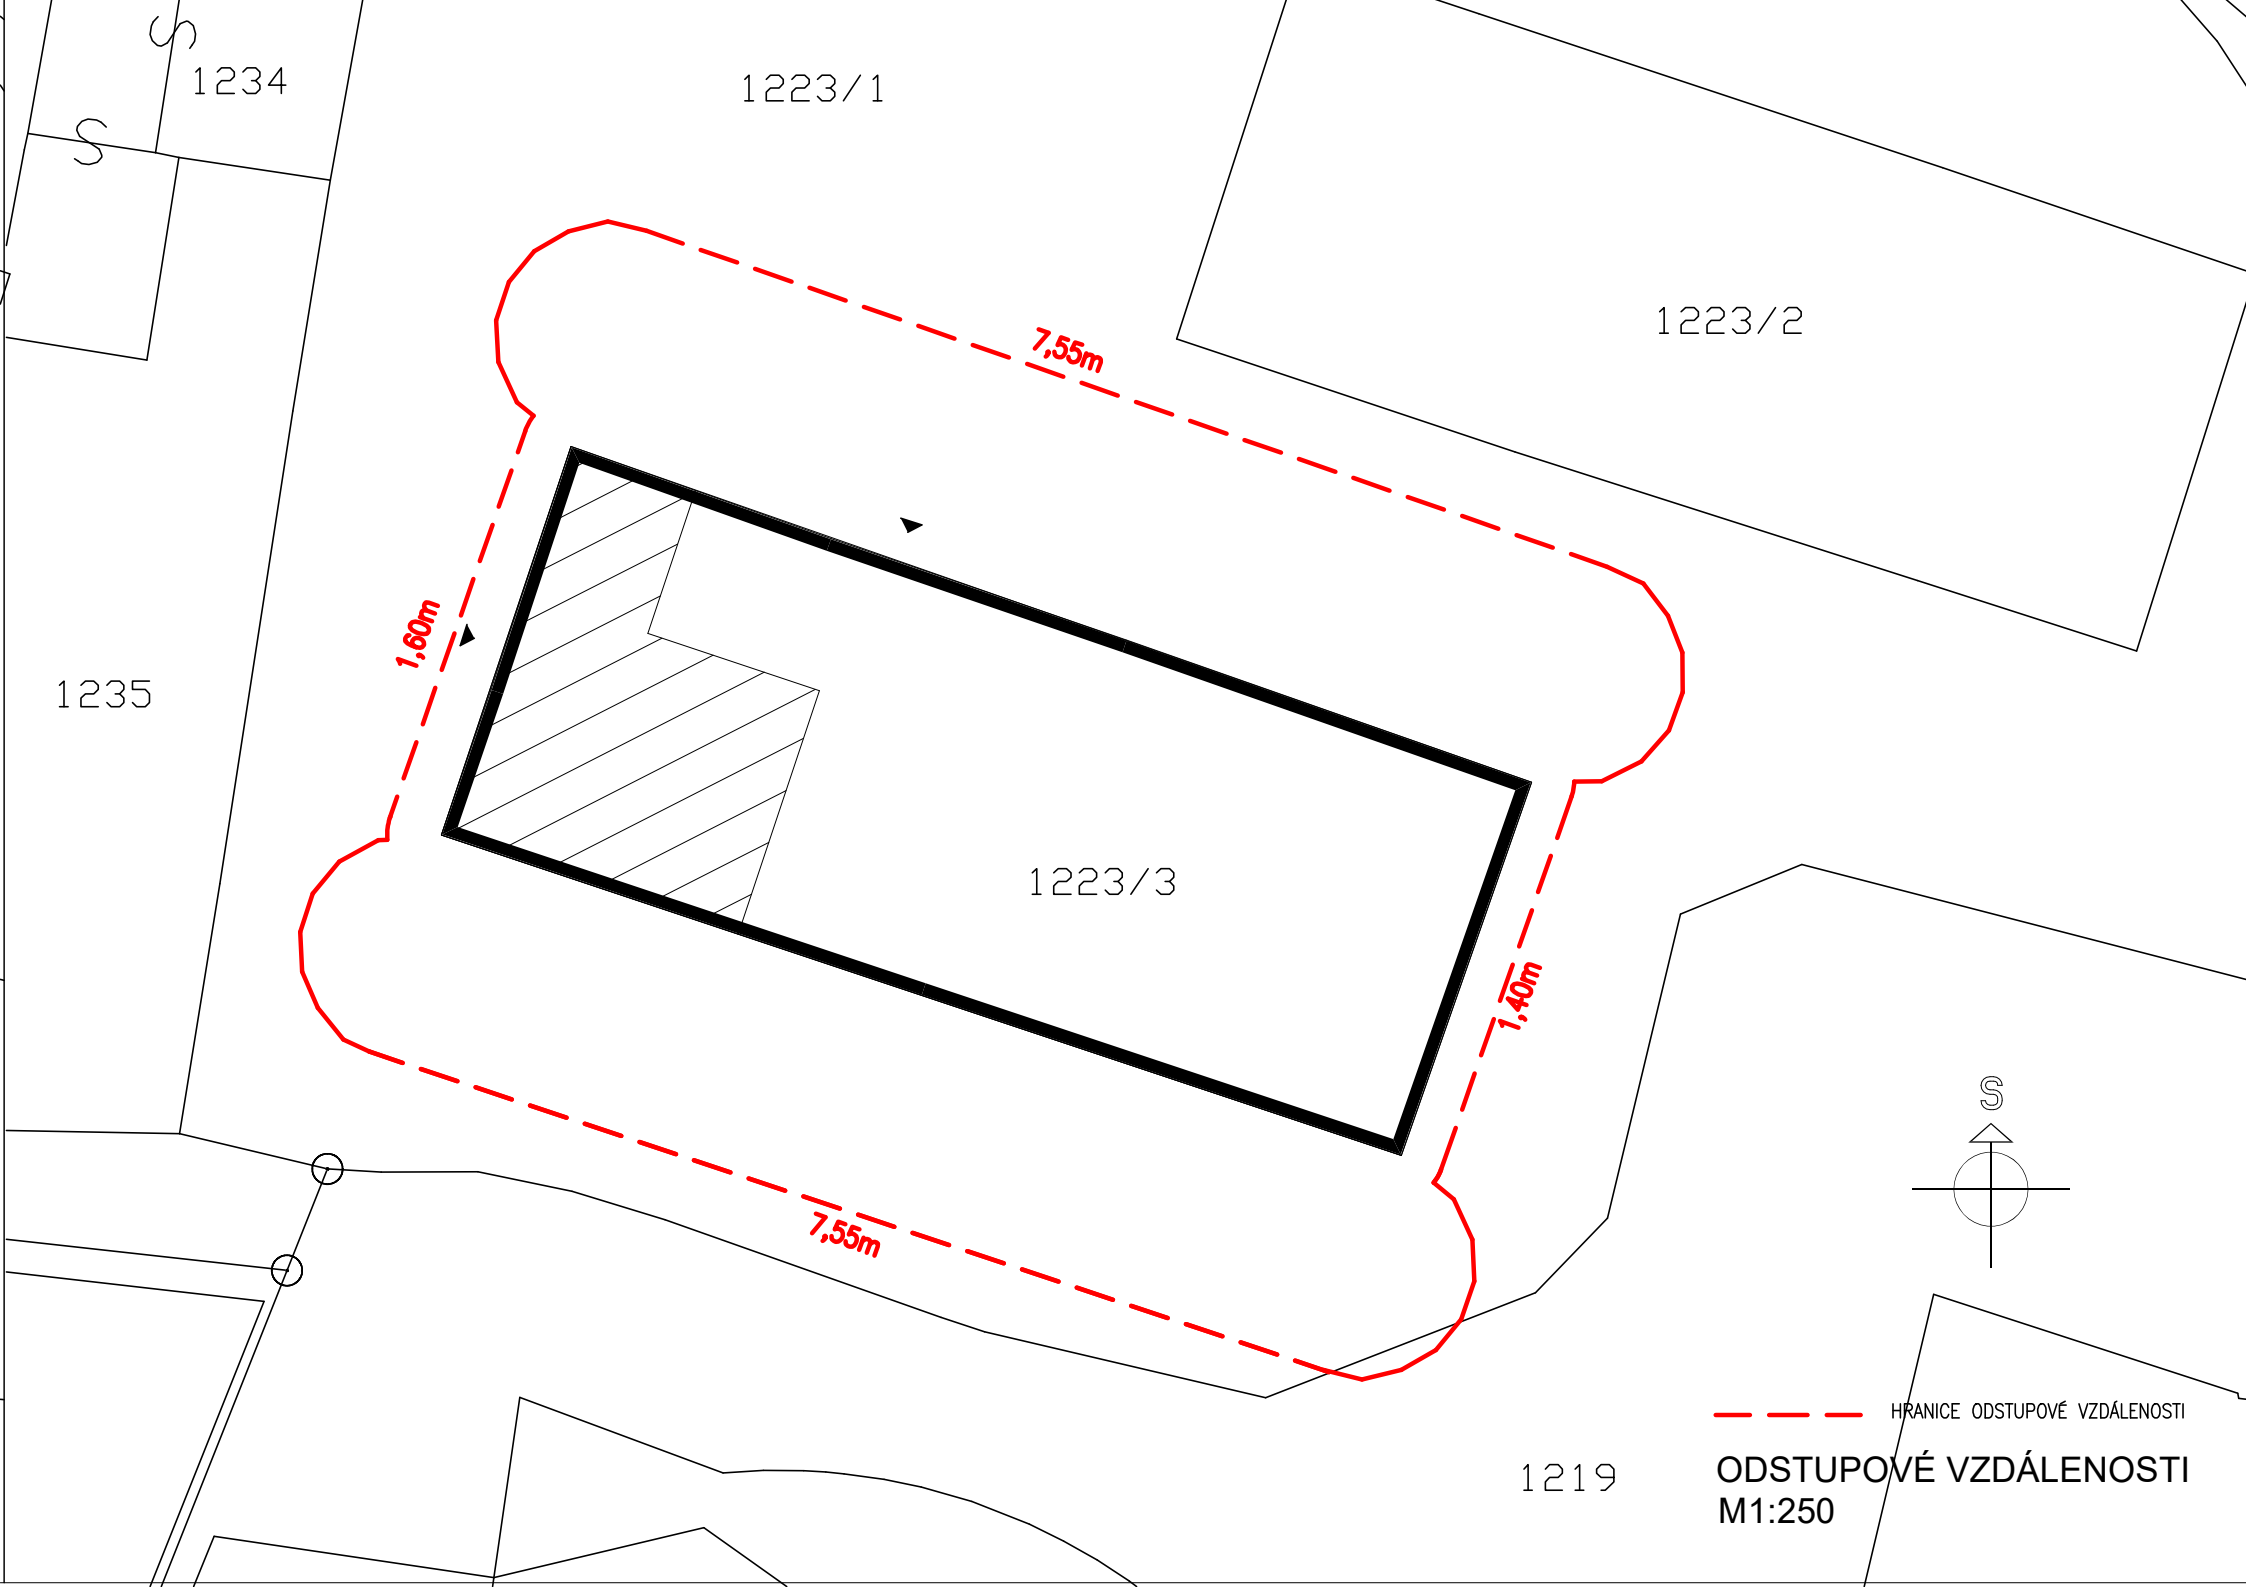 S
1234
S
1223/1
1223/2
7,55m
1,60m
1235
1223/3
1,40m
S
7,55m
HRANICE ODSTUPOVÉ VZDÁLENOSTI
ODSTUPOVÉ VZDÁLENOSTI
1219
M1:250